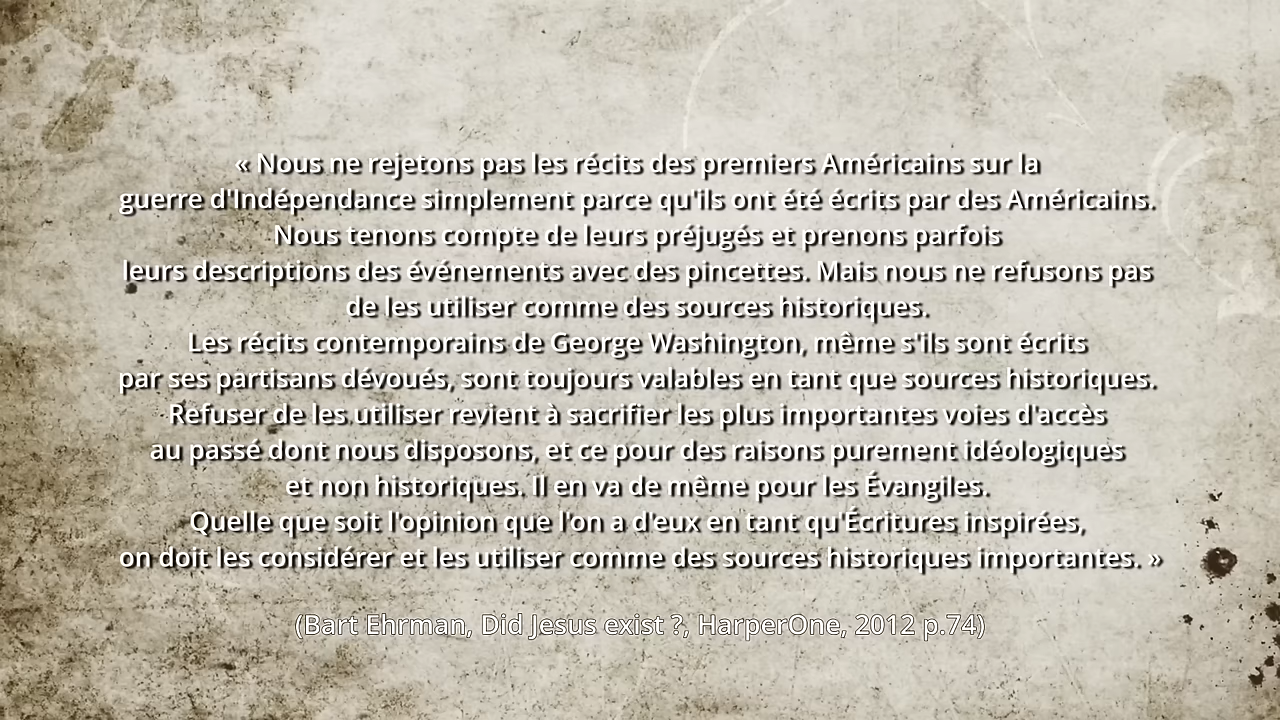 « Nous ne rejetons pas les récits des premiers Américains sur la
guerre d'Indépendance simplement parce qu'ils ont été écrits par des Américains.
Nous tenons compte de leurs préjugés et prenons parfois
leurs descriptions des événements avec des pincettes. Mais nous ne refusons pas
de les utiliser comme des sources historiques.
Les récits contemporains de George Washington, même s'ils sont écrits
par ses partisans dévoués, sont toujours valables en tant que sources historiques.
Refuser de les utiliser revient à sacrifier les plus importantes voies d'accès
au passé dont nous disposons, et ce pour des raisons purement idéologiques
et non historiques. Il en va de même pour les Évangiles.
Quelle que soit l'opinion que l'on a d'eux en tant qu'Écritures inspirées,
on doit les considérer et les utiliser comme des sources historiques importantes. »
(Bart Ehrman, Did Jesus exist ?, HarperOne, 2012 p.74)